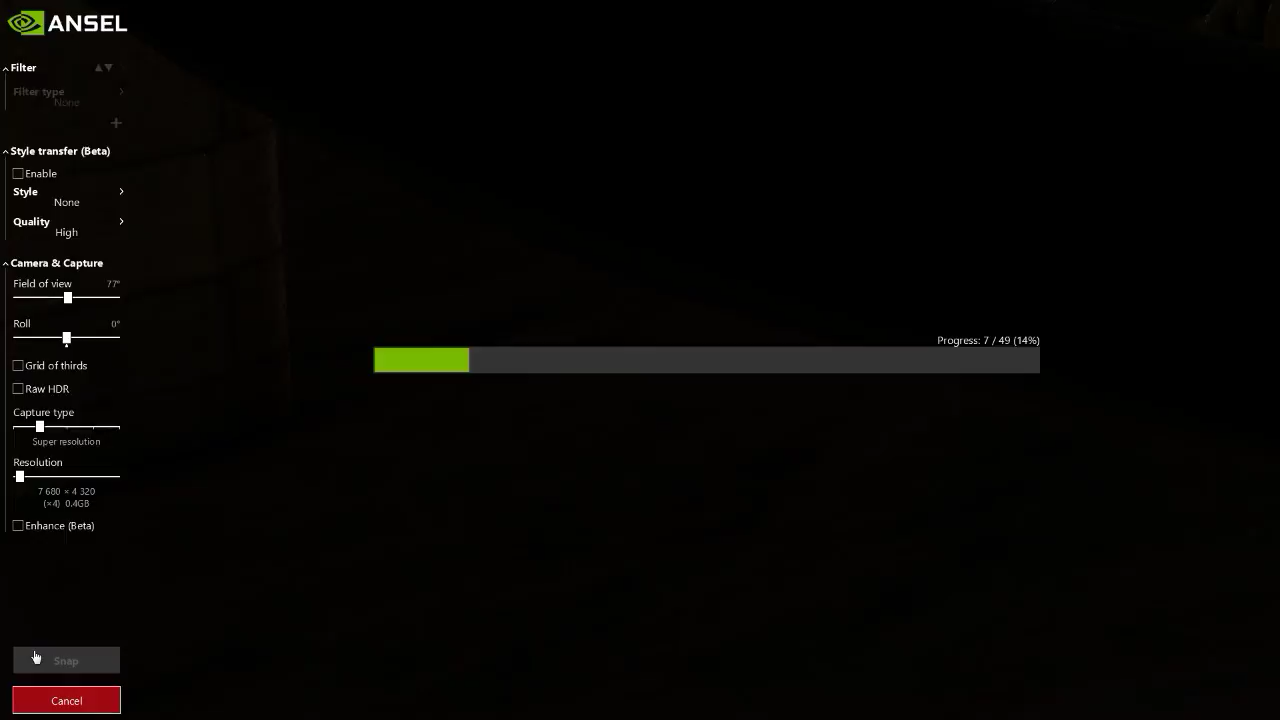 ANSEL
Filter
Filter type
None
Style transfer (Beta)
Enable
Style
None
Quality
High
Camera & Capture
Field of view 77°
Roll 0°
Grid of thirds
Raw HDR
Capture type
Super resolution
Resolution
7 680 × 4 320
(×4) 0.4GB
Enhance (Beta)
Snap
Cancel
Progress: 7 / 49 (14%)